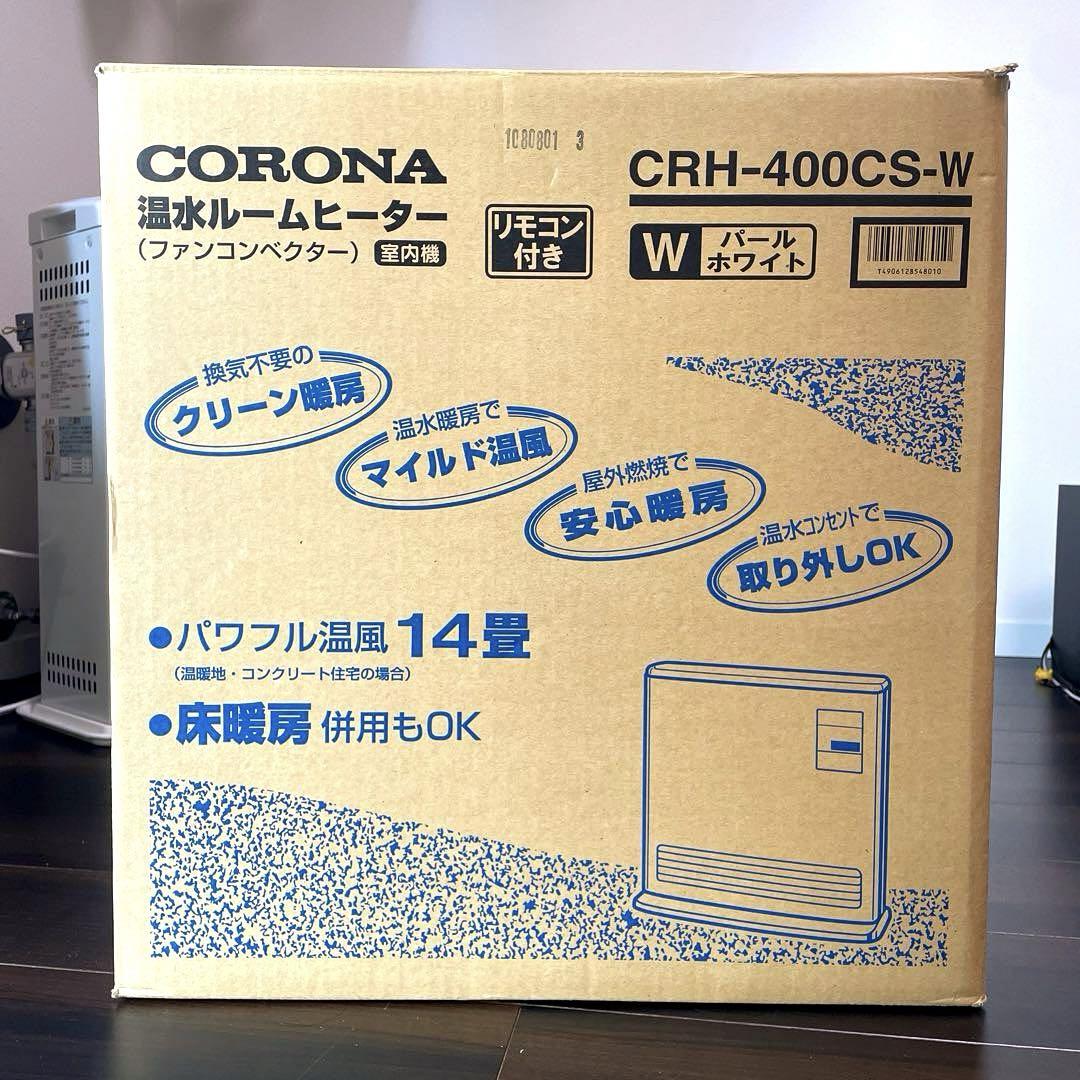 1080801 3
CORONA
温水ルームヒーター
(ファンコンベクター) 室内機
リモコン
付き
CRH-400CS-W
W パール
ホワイト
T4906128548010
換気不要の
クリーン暖房
温水暖房で
マイルド温風
屋外燃焼で
安心暖房
温水コンセントで
取り外しOK
●パワフル温風 14畳
(温暖地・コンクリート住宅の場合)
●床暖房 併用もOK